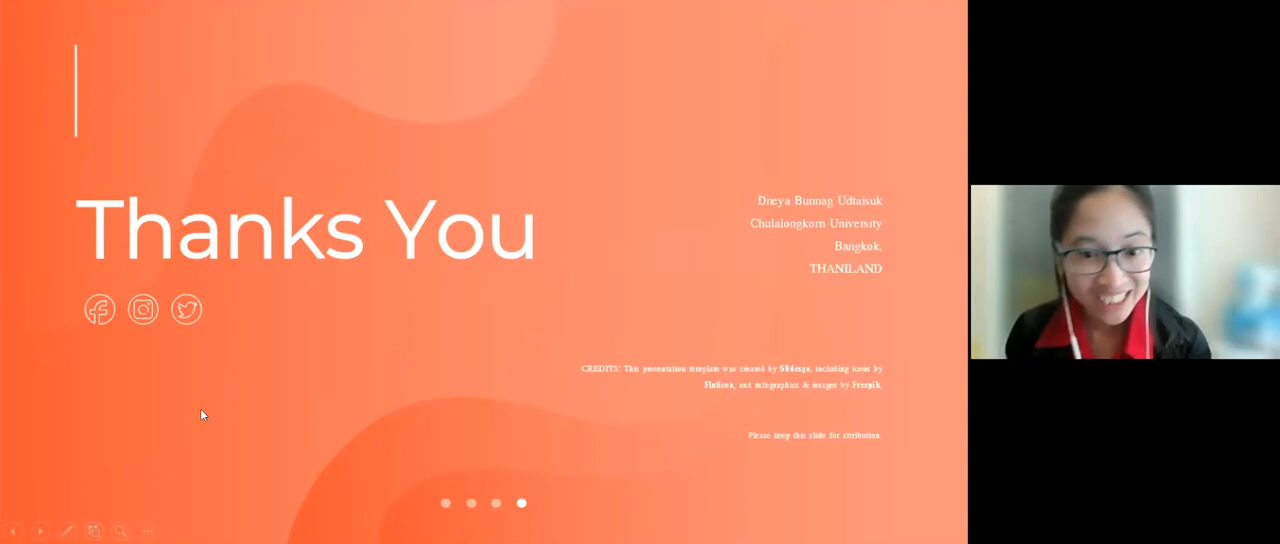 Thanks You
Dneya Bunnag Udtaisuk
Chulalongkorn University
Bangkok,
THANILAND
CREDITS: This presentation template was created by Slidesgo, including icons by
Flaticon, and infographics & images by Freepik.
Please keep this slide for attribution.